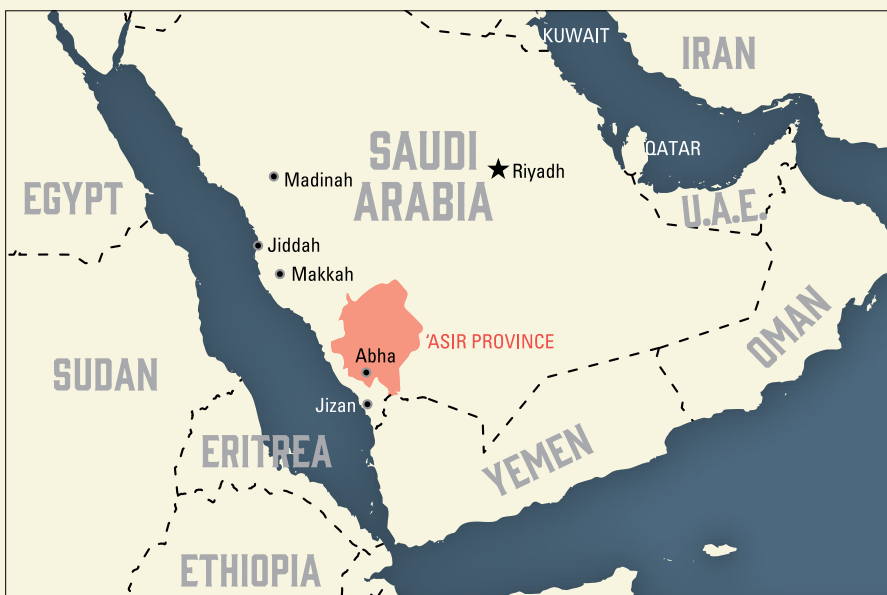 KUWAIT
IRAN
SAUDI
ARABIA
QATAR
Riyadh
Madinah
EGYPT
U.A.E.
Jiddah
Makkah
OMAN
‘ASIR PROVINCE
Abha
SUDAN
Jizan
ERITREA
YEMEN
ETHIOPIA